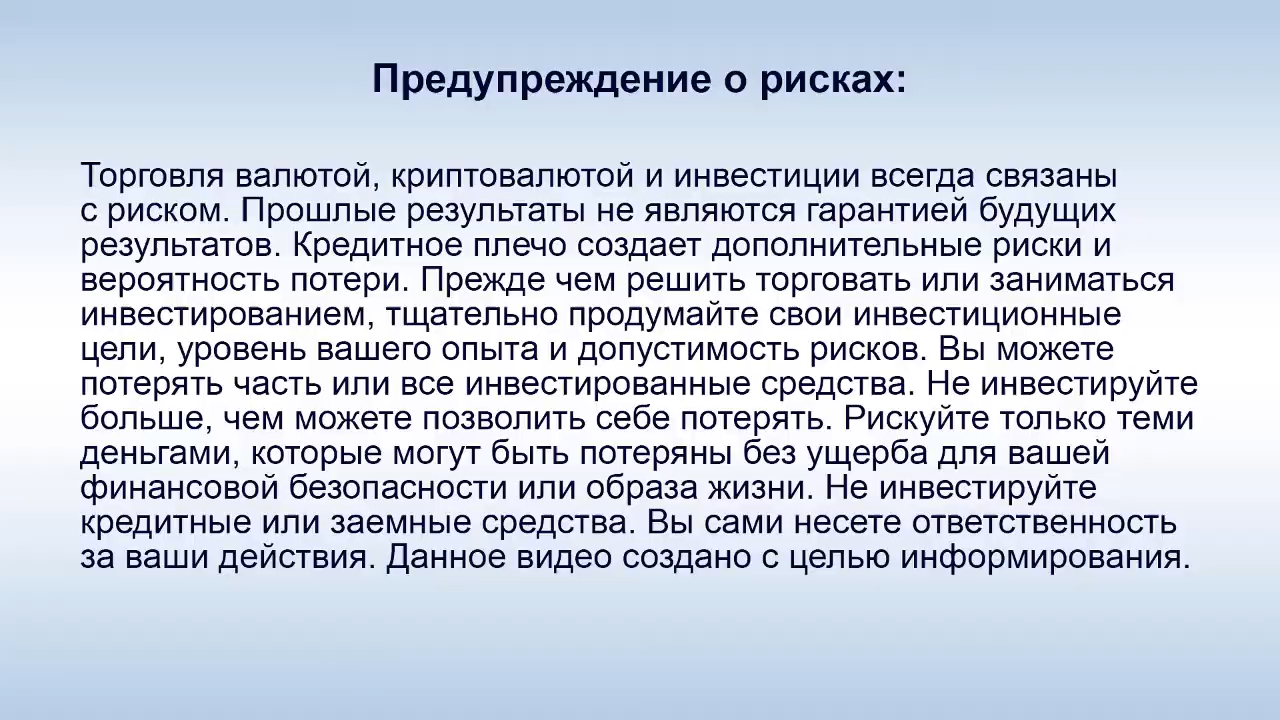 Предупреждение о рисках:
Торговля валютой, криптовалютой и инвестиции всегда связаны
с риском. Прошлые результаты не являются гарантией будущих
результатов. Кредитное плечо создает дополнительные риски и
вероятность потери. Прежде чем решить торговать или заниматься
инвестированием, тщательно продумайте свои инвестиционные
цели, уровень вашего опыта и допустимость рисков. Вы можете
потерять часть или все инвестированные средства. Не инвестируйте
больше, чем можете позволить себе потерять. Рискуйте только теми
деньгами, которые могут быть потеряны без ущерба для вашей
финансовой безопасности или образа жизни. Не инвестируйте
кредитные или заемные средства. Вы сами несете ответственность
за ваши действия. Данное видео создано с целью информирования.